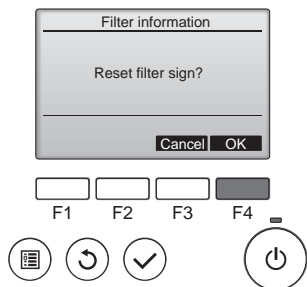 Filter information
Reset filter sign?
Cancel OK
F1 F2 F3 F4